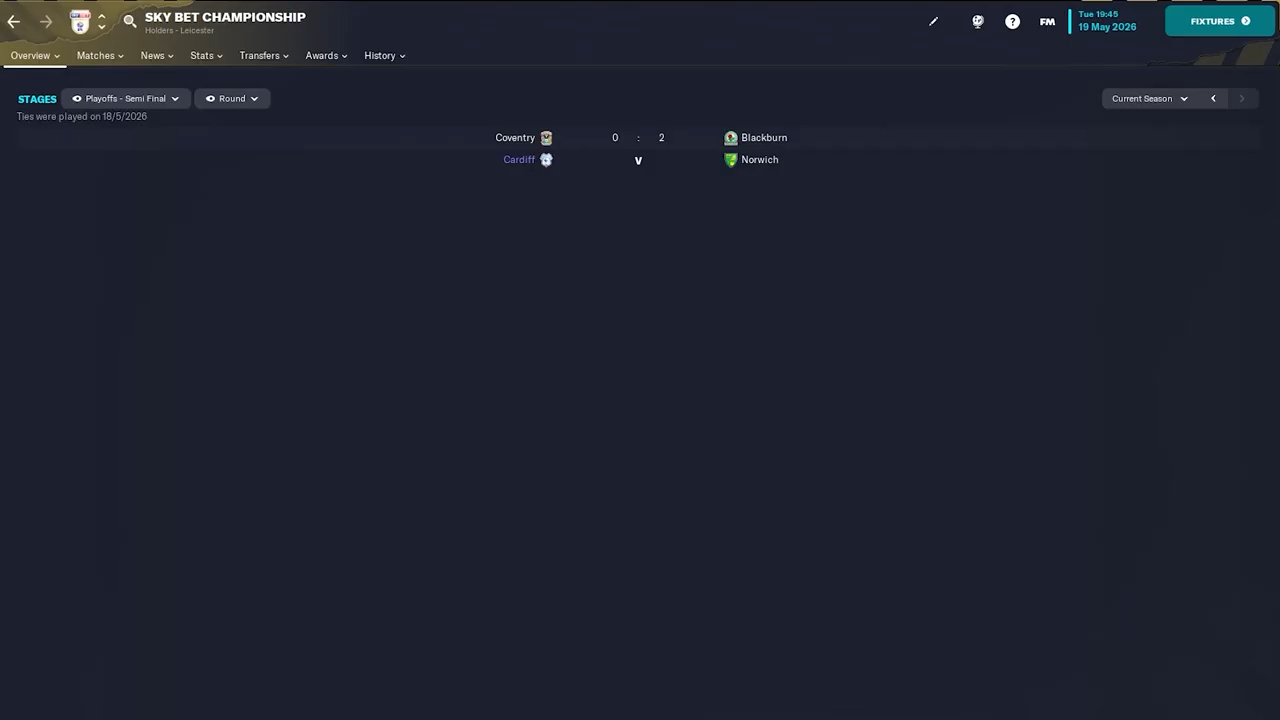 SKY BET CHAMPIONSHIP
Holders - Leicester
FM
Tue 19:45
19 May 2026
FIXTURES
Overview Matches News Stats Transfers Awards History
STAGES Playoffs - Semi Final Round Current Season
Ties were played on 18/5/2026
Coventry 0 : 2 Blackburn
Cardiff v Norwich